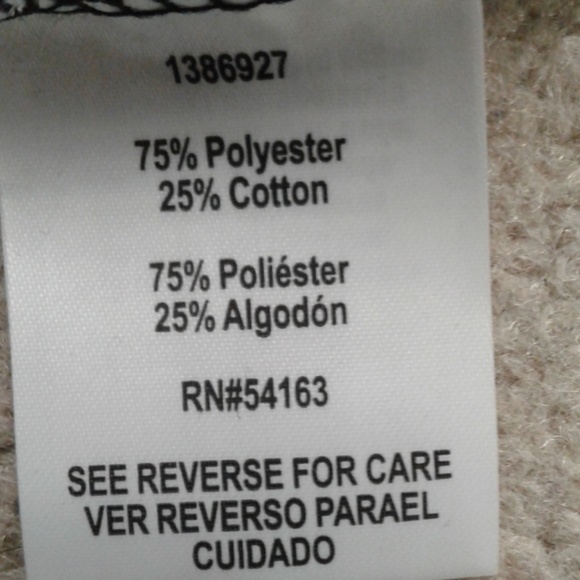 1386927
75% Polyester
25% Cotton
75% Poliéster
25% Algodón
RN#54163
SEE REVERSE FOR CARE
VER REVERSO PARAEL
CUIDADO